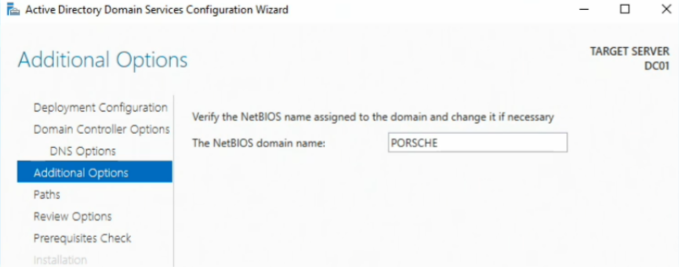 Active Directory Domain Services Configuration Wizard
Additional Options
TARGET SERVER
DC01
Deployment Configuration
Domain Controller Options
DNS Options
Additional Options
Paths
Review Options
Prerequisites Check
Installation
Verify the NetBIOS name assigned to the domain and change it if necessary
The NetBIOS domain name: PORSCHE